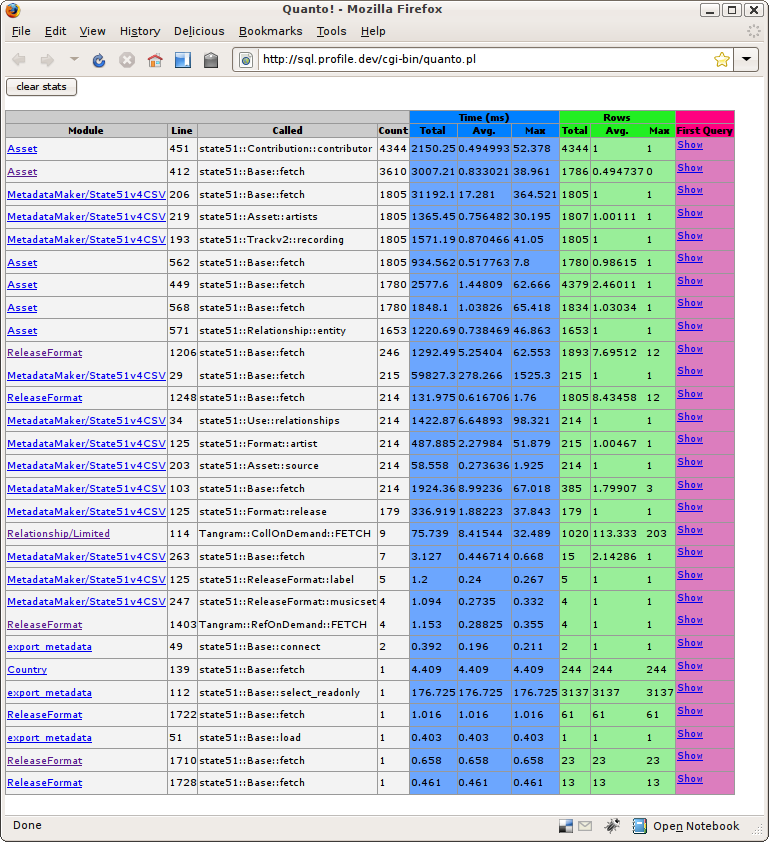 Quanto! - Mozilla Firefox
File Edit View History Delicious Bookmarks Tools Help
http://sql.profile.dev/cgi-bin/quanto.pl
clear stats
Time (ms) Rows
Module Line Called Count Total Avg. Max Total Avg. Max First Query
Asset 451 state51::Contribution::contributor 4344 2150.25 0.494993 52.378 4344 1 1 Show
Asset 412 state51::Base::fetch 3610 3007.21 0.833021 38.961 1786 0.494737 0 Show
MetadataMaker/State51v4CSV 206 state51::Base::fetch 1805 31192.1 17.281 364.521 1805 1 1 Show
MetadataMaker/State51v4CSV 219 state51::Asset::artists 1805 1365.45 0.756482 30.195 1807 1.00111 1 Show
MetadataMaker/State51v4CSV 193 state51::Trackv2::recording 1805 1571.19 0.870466 41.05 1805 1 1 Show
Asset 562 state51::Base::fetch 1805 934.562 0.517763 7.8 1780 0.98615 1 Show
Asset 449 state51::Base::fetch 1780 2577.6 1.44809 62.666 4379 2.46011 1 Show
Asset 568 state51::Base::fetch 1780 1848.1 1.03826 65.418 1834 1.03034 1 Show
Asset 571 state51::Relationship::entity 1653 1220.69 0.738469 46.863 1653 1 1 Show
ReleaseFormat 1206 state51::Base::fetch 246 1292.49 5.25404 62.553 1893 7.69512 12 Show
MetadataMaker/State51v4CSV 29 state51::Base::fetch 215 59827.3 278.266 1525.3 215 1 1 Show
ReleaseFormat 1248 state51::Base::fetch 214 131.975 0.616706 1.76 1805 8.43458 12 Show
MetadataMaker/State51v4CSV 34 state51::Use::relationships 214 1422.87 6.64893 98.321 214 1 1 Show
MetadataMaker/State51v4CSV 125 state51::Format::artist 214 487.885 2.27984 51.879 215 1.00467 1 Show
MetadataMaker/State51v4CSV 203 state51::Asset::source 214 58.558 0.273636 1.925 214 1 1 Show
MetadataMaker/State51v4CSV 103 state51::Base::fetch 214 1924.36 8.99236 67.018 385 1.79907 3 Show
MetadataMaker/State51v4CSV 125 state51::Format::release 179 336.919 1.88223 37.843 179 1 1 Show
Relationship/Limited 114 Tangram::CollOnDemand::FETCH 9 75.739 8.41544 32.489 1020 113.333 203 Show
MetadataMaker/State51v4CSV 263 state51::Base::fetch 7 3.127 0.446714 0.668 15 2.14286 1 Show
MetadataMaker/State51v4CSV 125 state51::ReleaseFormat::label 5 1.2 0.24 0.267 5 1 1 Show
MetadataMaker/State51v4CSV 247 state51::ReleaseFormat::musicset 4 1.094 0.2735 0.332 4 1 1 Show
ReleaseFormat 1403 Tangram::RefOnDemand::FETCH 4 1.153 0.28825 0.355 4 1 1 Show
export_metadata 49 state51::Base::connect 2 0.392 0.196 0.211 2 1 1 Show
Country 139 state51::Base::fetch 1 4.409 4.409 4.409 244 244 244 Show
export_metadata 112 state51::Base::select_readonly 1 176.725 176.725 176.725 3137 3137 3137 Show
ReleaseFormat 1722 state51::Base::fetch 1 1.016 1.016 1.016 61 61 61 Show
export_metadata 51 state51::Base::load 1 0.403 0.403 0.403 1 1 1 Show
ReleaseFormat 1710 state51::Base::fetch 1 0.658 0.658 0.658 23 23 23 Show
ReleaseFormat 1728 state51::Base::fetch 1 0.461 0.461 0.461 13 13 13 Show
Done Open Notebook